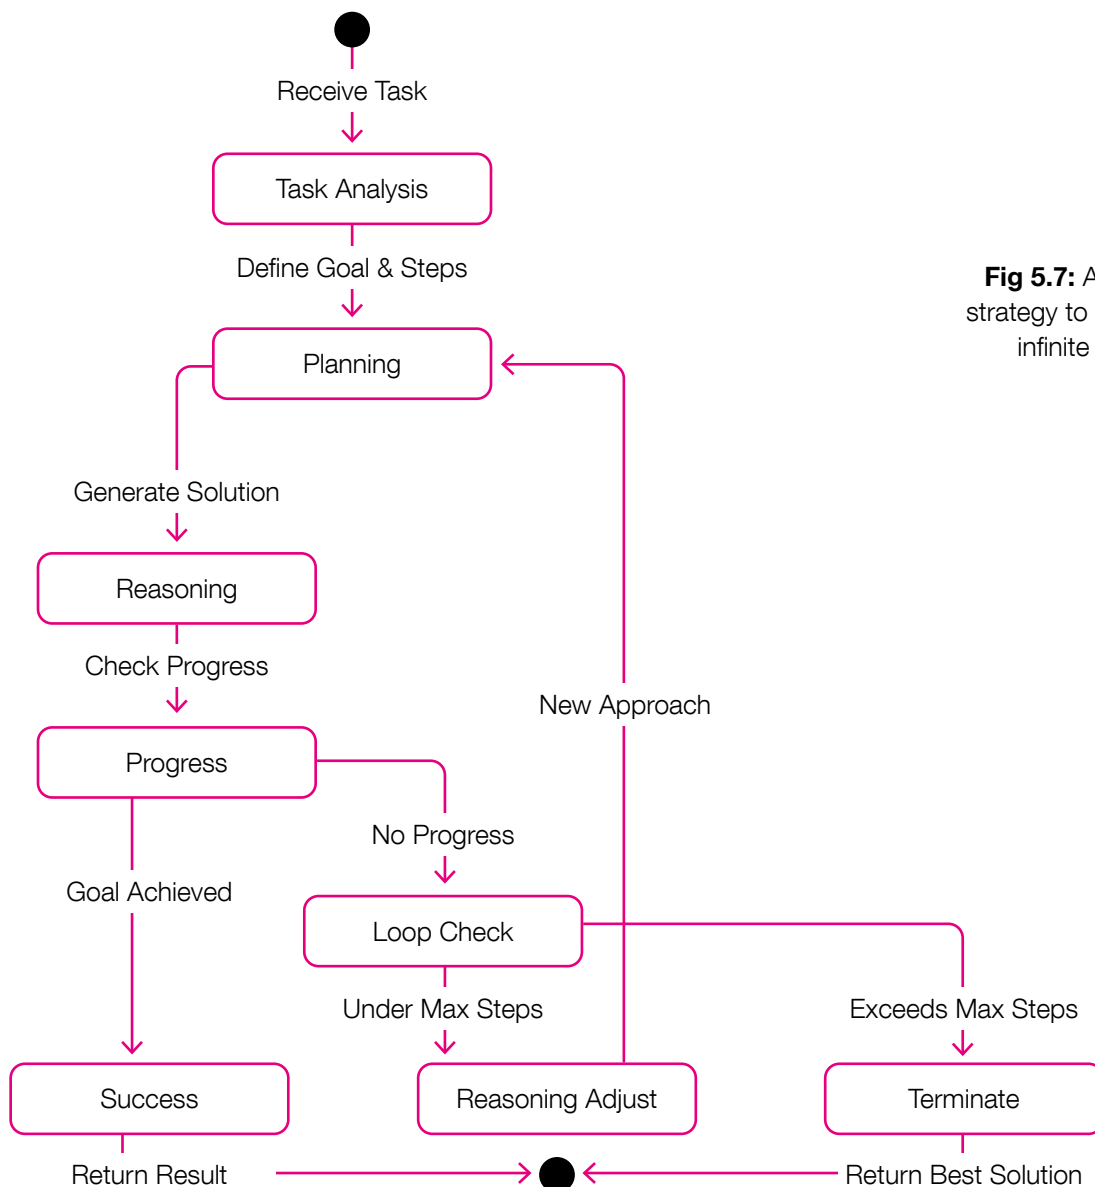 Receive Task
Task Analysis
Define Goal & Steps
Fig 5.7: A
strategy to
infinite
Planning
Generate Solution
Reasoning
Check Progress
New Approach
Progress
No Progress
Goal Achieved
Loop Check
Under Max Steps
Exceeds Max Steps
Success
Reasoning Adjust
Terminate
Return Result
Return Best Solution